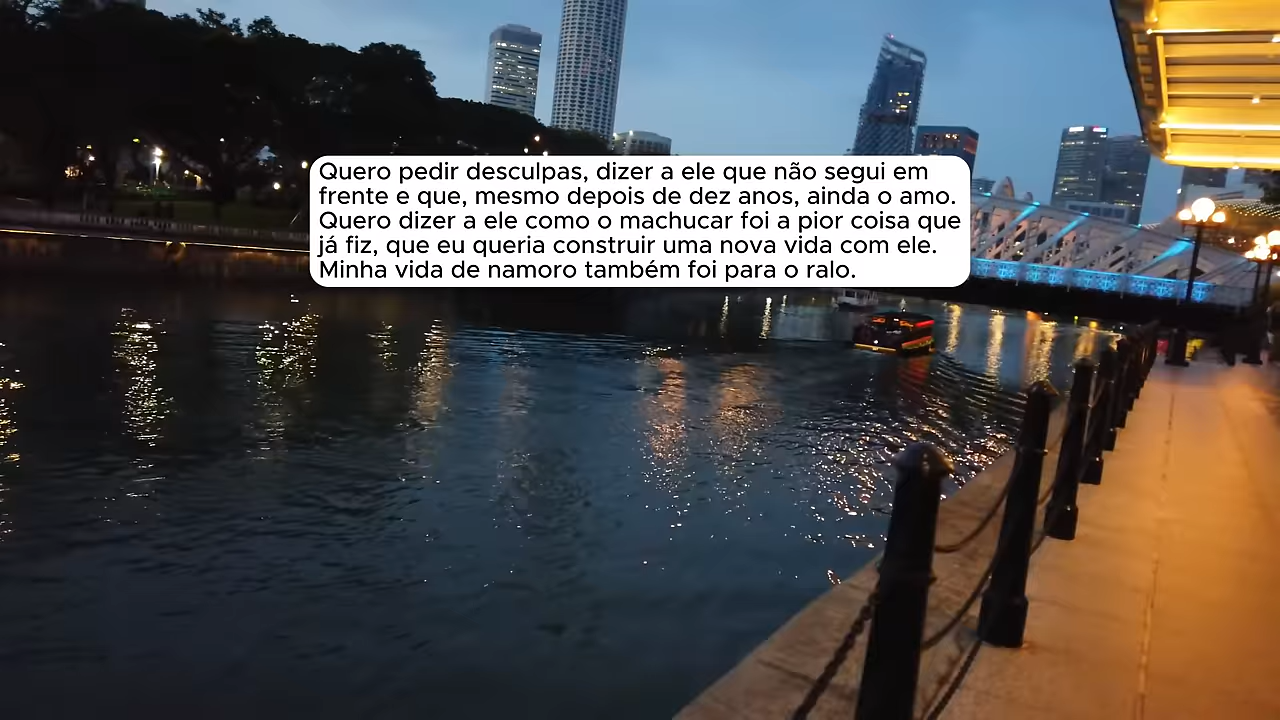 Quero pedir desculpas, dizer a ele que não segui em
frente e que, mesmo depois de dez anos, ainda o amo.
Quero dizer a ele como o machucar foi a pior coisa que
já fiz, que eu queria construir uma nova vida com ele.
Minha vida de namoro também foi para o ralo.